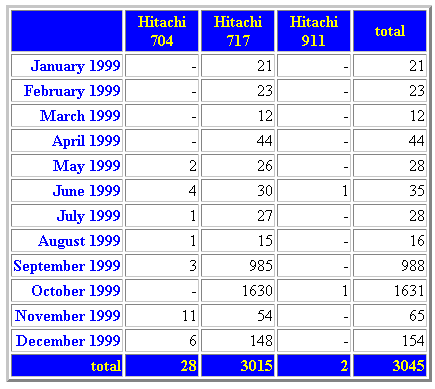 Hitachi 704 Hitachi 717 Hitachi 911 total
January 1999 - 21 - 21
February 1999 - 23 - 23
March 1999 - 12 - 12
April 1999 - 44 - 44
May 1999 2 26 - 28
June 1999 4 30 1 35
July 1999 1 27 - 28
August 1999 1 15 - 16
September 1999 3 985 - 988
October 1999 - 1630 1 1631
November 1999 11 54 - 65
December 1999 6 148 - 154
total 28 3015 2 3045